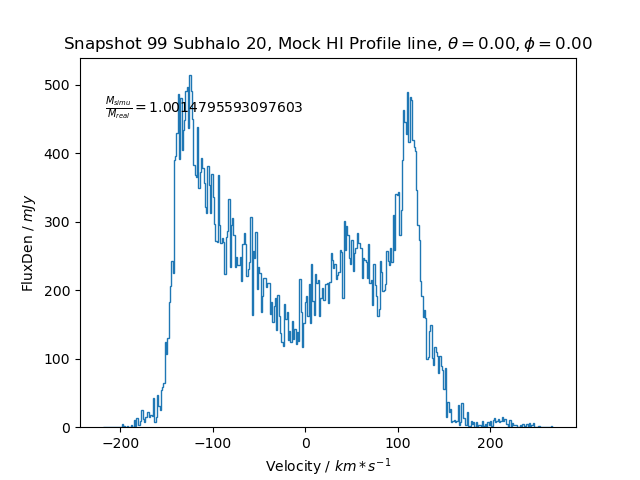 Snapshot 99 Subhalo 20, Mock HI Profile line, θ = 0.00, ϕ = 0.00
500
M_simu/M_real = 1.0014795593097603
400
300
FluxDen / mJy
200
100
0
−200 −100 0 100 200
Velocity / km * s⁻¹